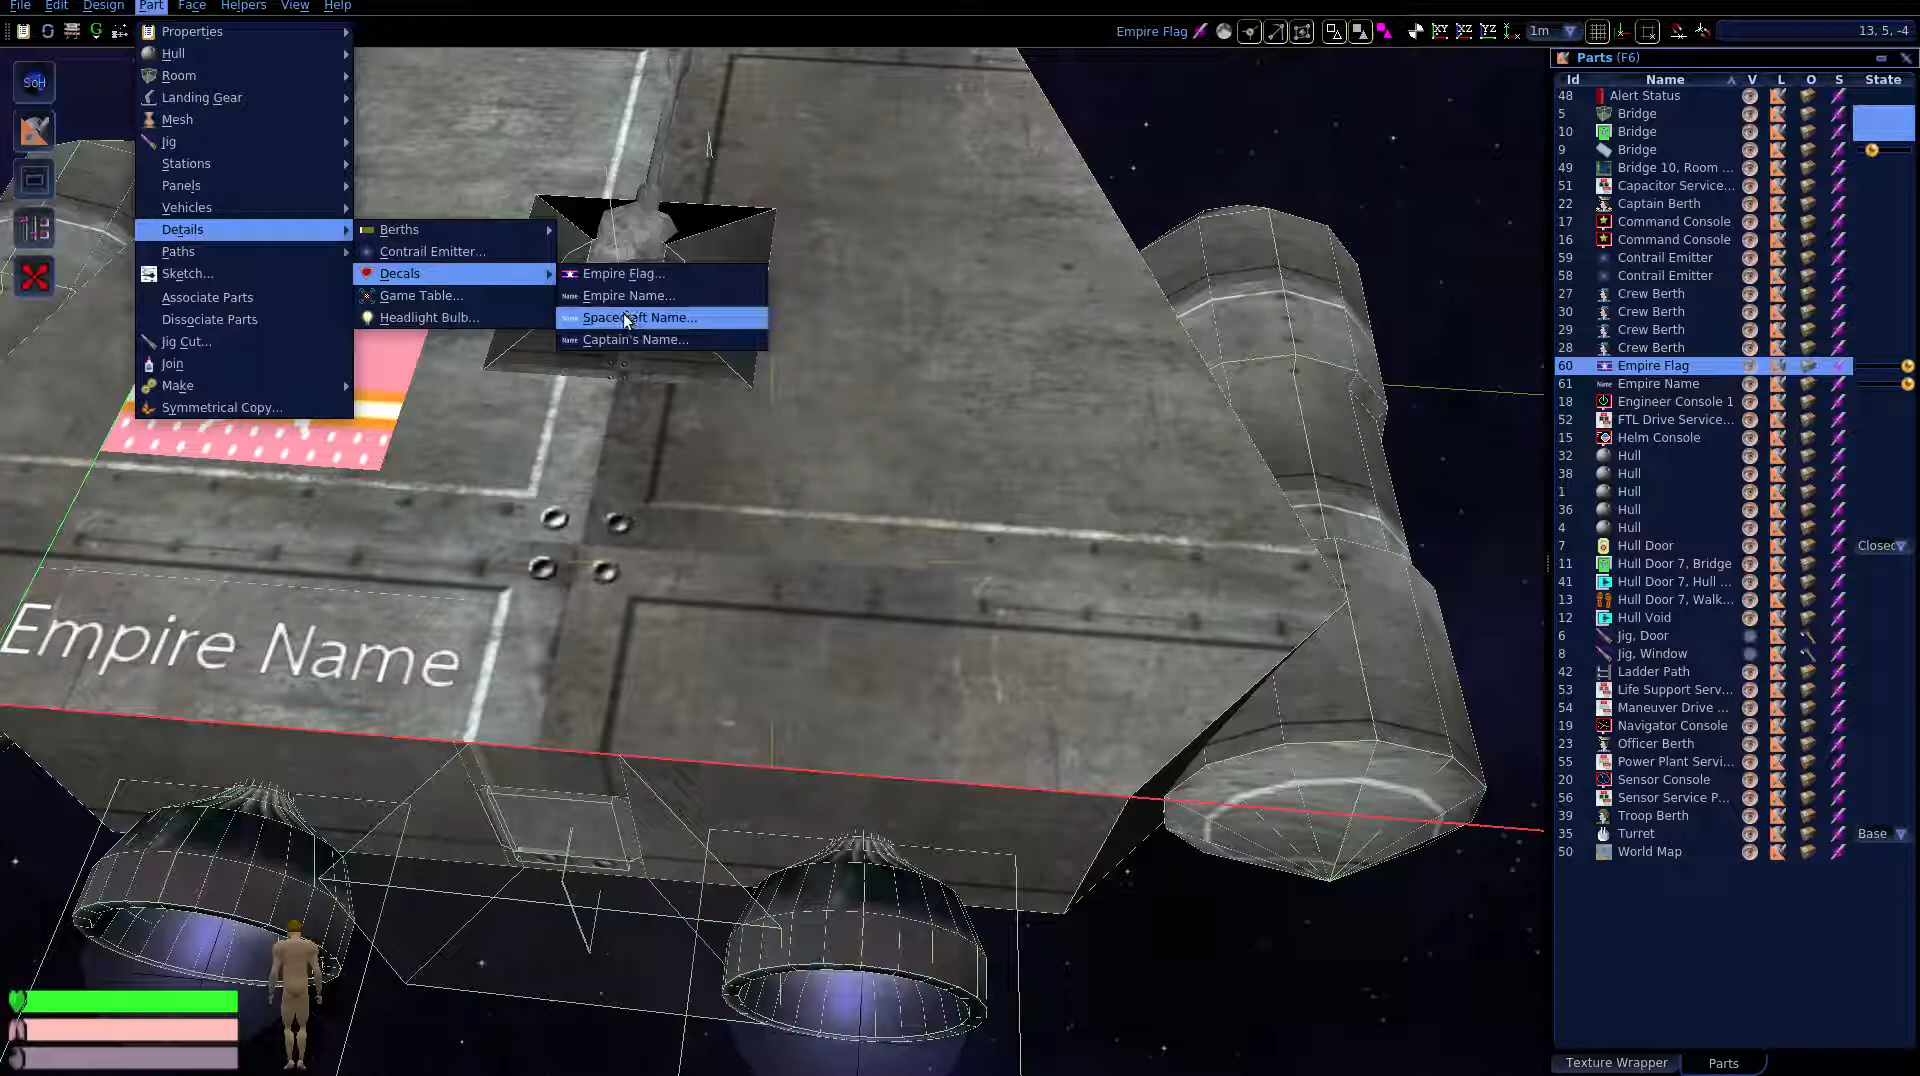 File Edit Design Part Face Helpers View Help
Empire Flag 1m 13, 5, -4
SoH
Properties
Hull
Room
Landing Gear
Mesh
Jig
Stations
Panels
Vehicles
Details
Paths
Sketch...
Associate Parts
Dissociate Parts
Jig Cut...
Join
Make
Symmetrical Copy...
Berths
Contrail Emitter...
Decals
Game Table...
Headlight Bulb...
Empire Flag...
Name Empire Name...
Name Spacecraft Name...
Name Captain's Name...
Empire Name
Parts (F6)
Id Name V L O S State
48 Alert Status
5 Bridge
10 Bridge
9 Bridge
49 Bridge 10, Room ...
51 Capacitor Service...
22 Captain Berth
17 Command Console
16 Command Console
59 Contrail Emitter
58 Contrail Emitter
27 Crew Berth
30 Crew Berth
29 Crew Berth
28 Crew Berth
60 Empire Flag
61 Name Empire Name
18 Engineer Console 1
52 FTL Drive Service...
15 Helm Console
32 Hull
38 Hull
1 Hull
36 Hull
4 Hull
7 Hull Door Closed
11 Hull Door 7, Bridge
41 Hull Door 7, Hull ...
13 Hull Door 7, Walk...
12 Hull Void
6 Jig, Door
8 Jig, Window
42 Ladder Path
53 Life Support Serv...
54 Maneuver Drive ...
19 Navigator Console
23 Officer Berth
55 Power Plant Servi...
20 Sensor Console
56 Sensor Service P...
39 Troop Berth
35 Turret Base
50 World Map
Texture Wrapper Parts